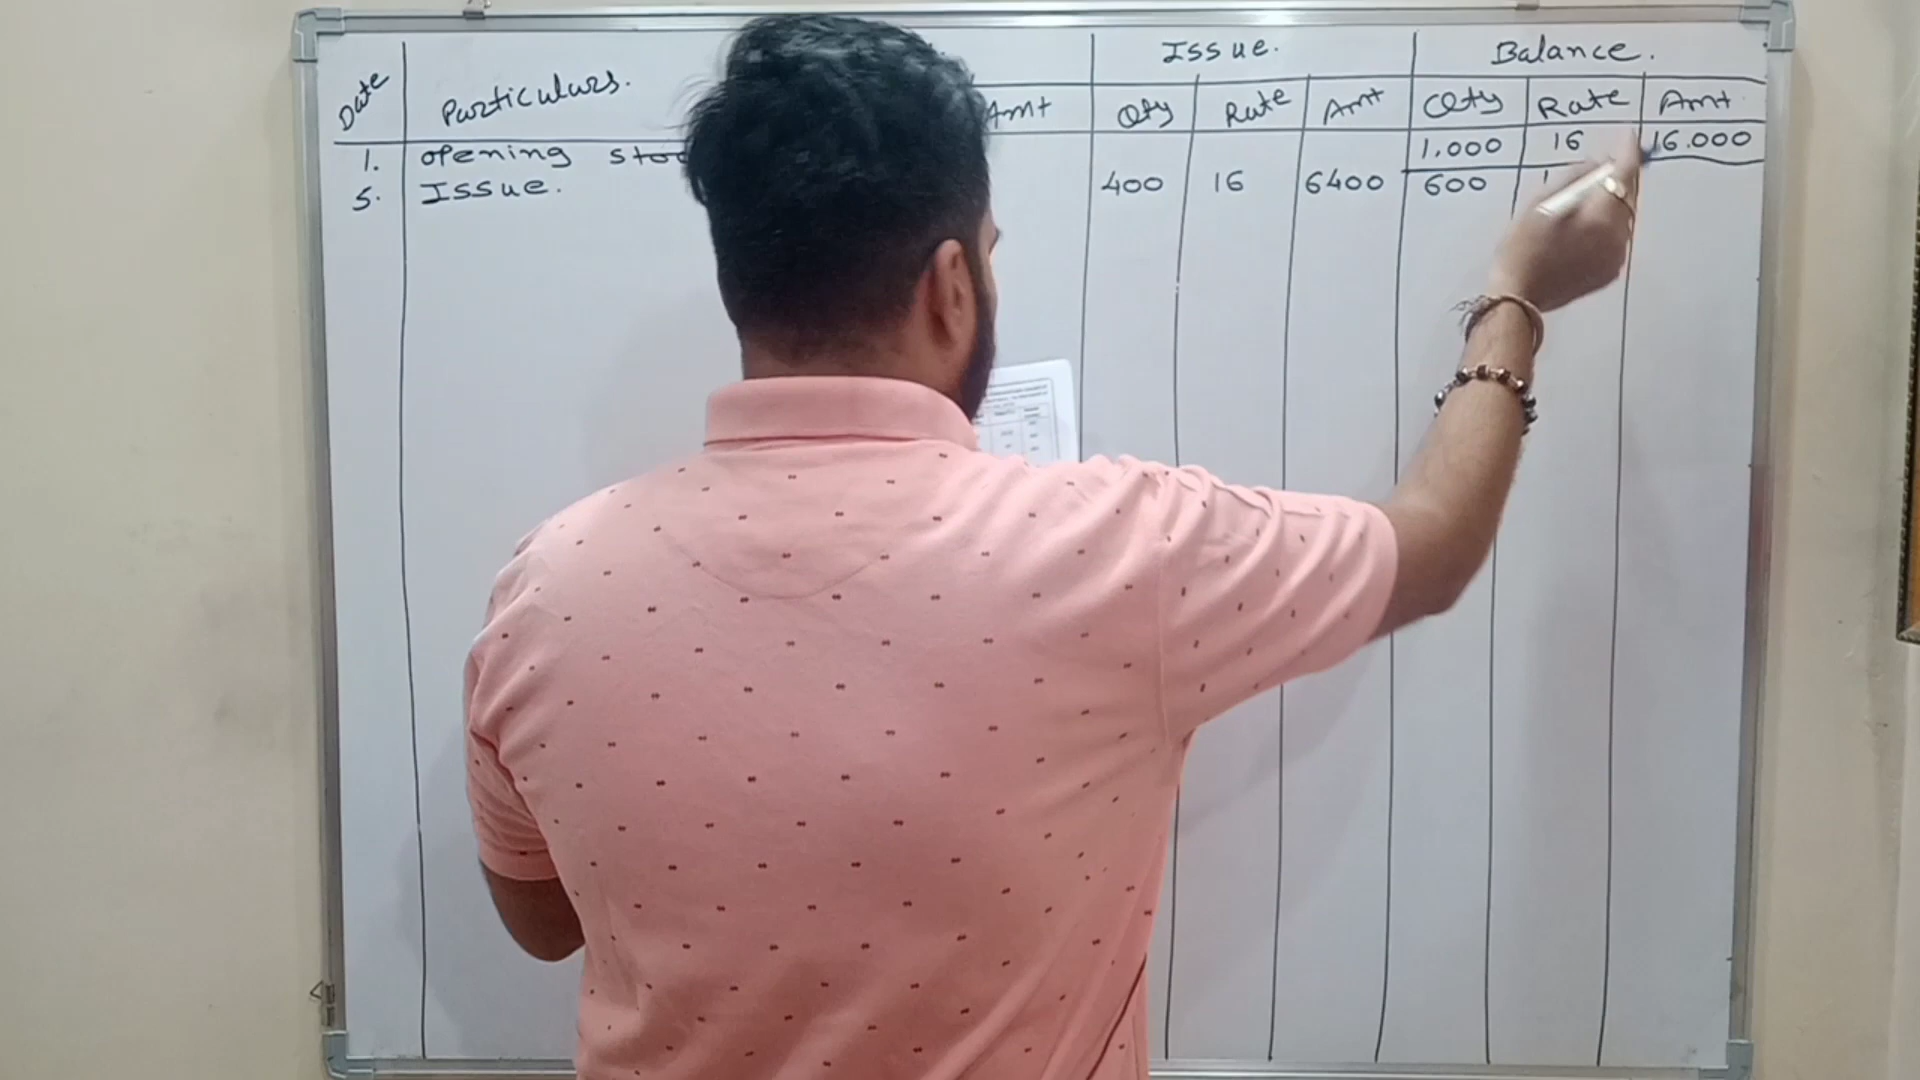 Issue. Balance.
Date Particulars. Amt Qty Rate Amt Qty Rate Amt.
1. opening 1,000 16 16.000
5. Issue. 400 16 6400 600